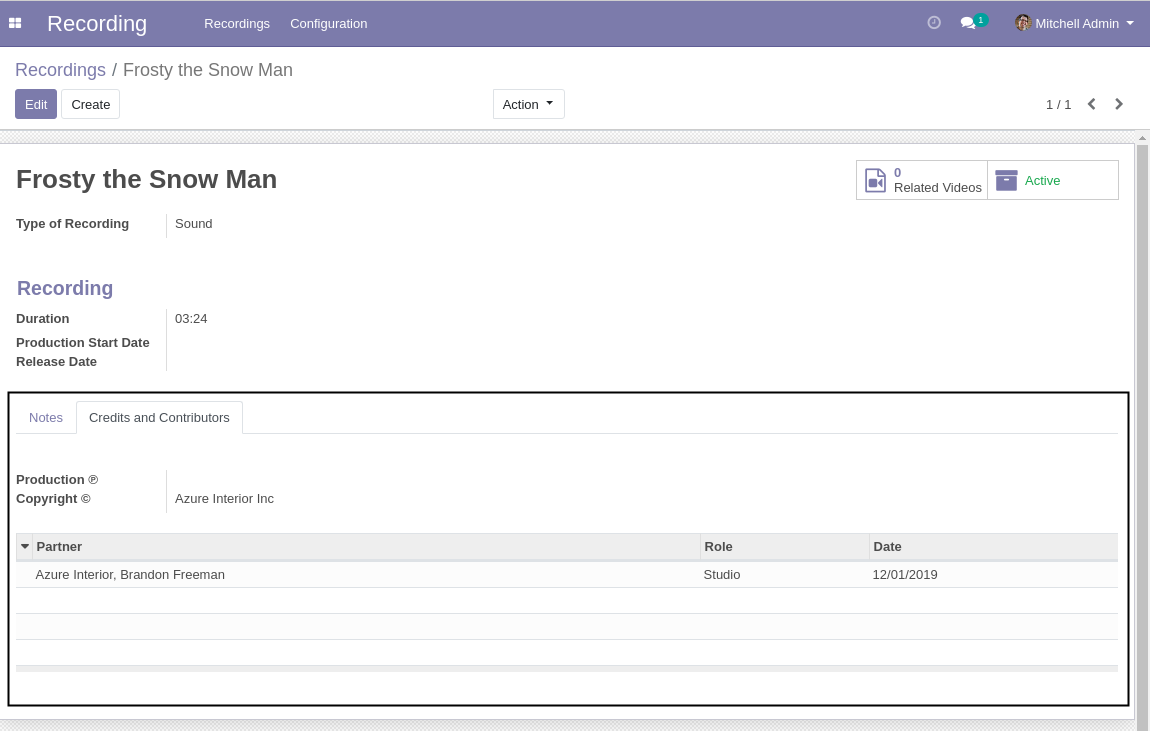 Recording Recordings Configuration 1 Mitchell Admin
Recordings / Frosty the Snow Man
Edit Create Action 1 / 1
Frosty the Snow Man
0
Related Videos
Active
Type of Recording Sound
Recording
Duration 03:24
Production Start Date
Release Date
Notes Credits and Contributors
Production ℗
Copyright © Azure Interior Inc
Partner Role Date
Azure Interior, Brandon Freeman Studio 12/01/2019